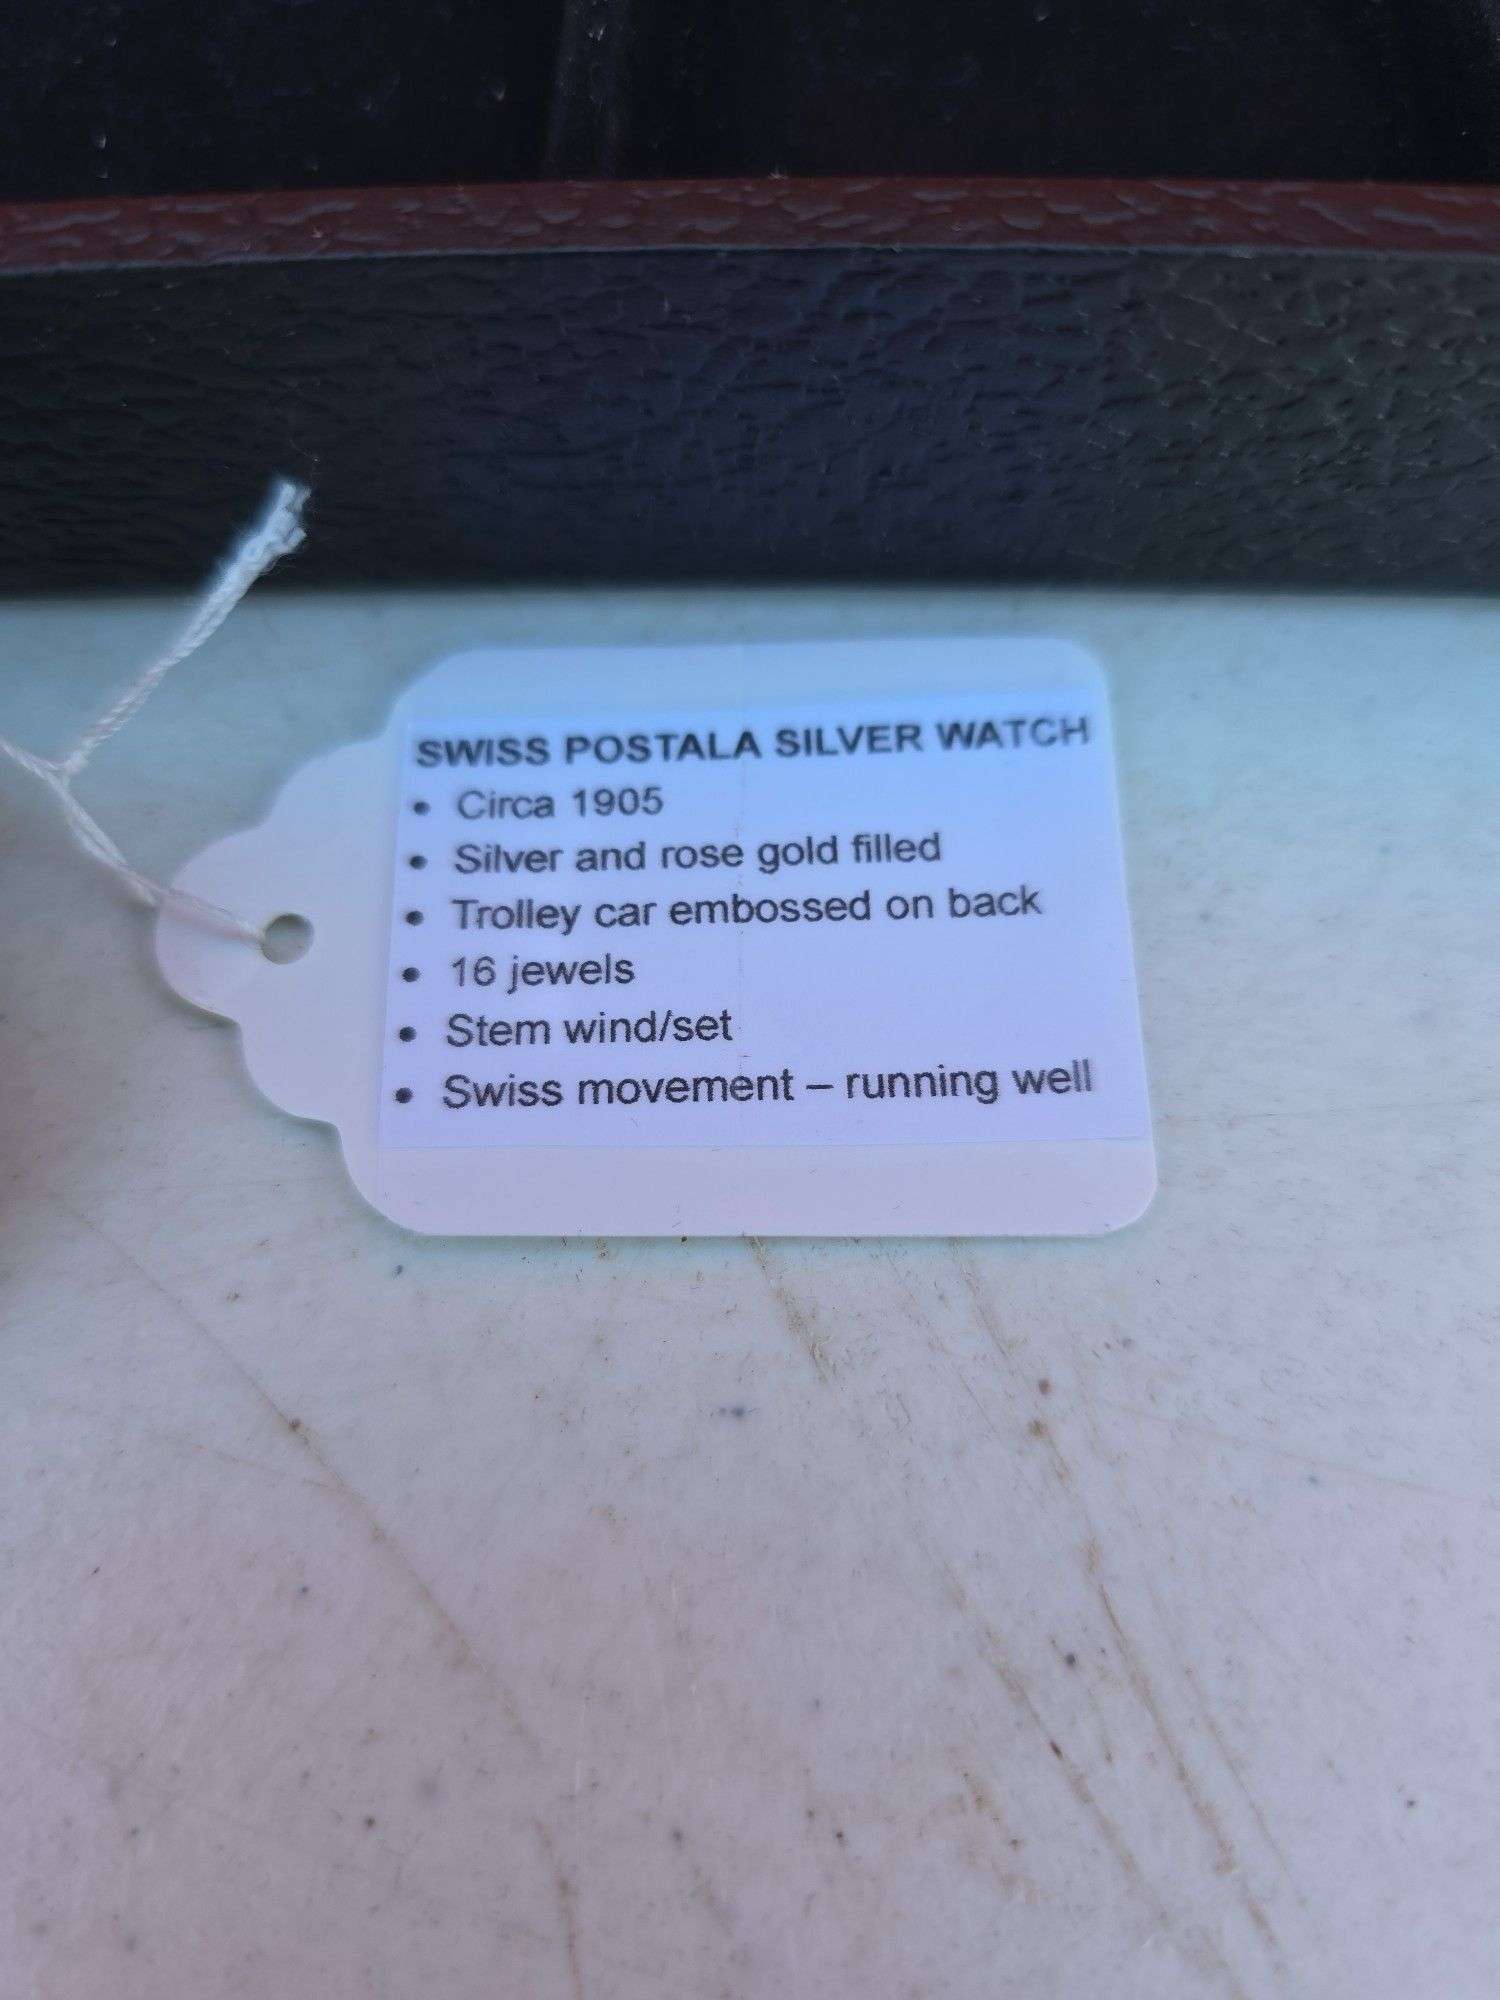 SWISS POSTALA SILVER WATCH
• Circa 1905
• Silver and rose gold filled
• Trolley car embossed on back
• 16 jewels
• Stem wind/set
• Swiss movement – running well